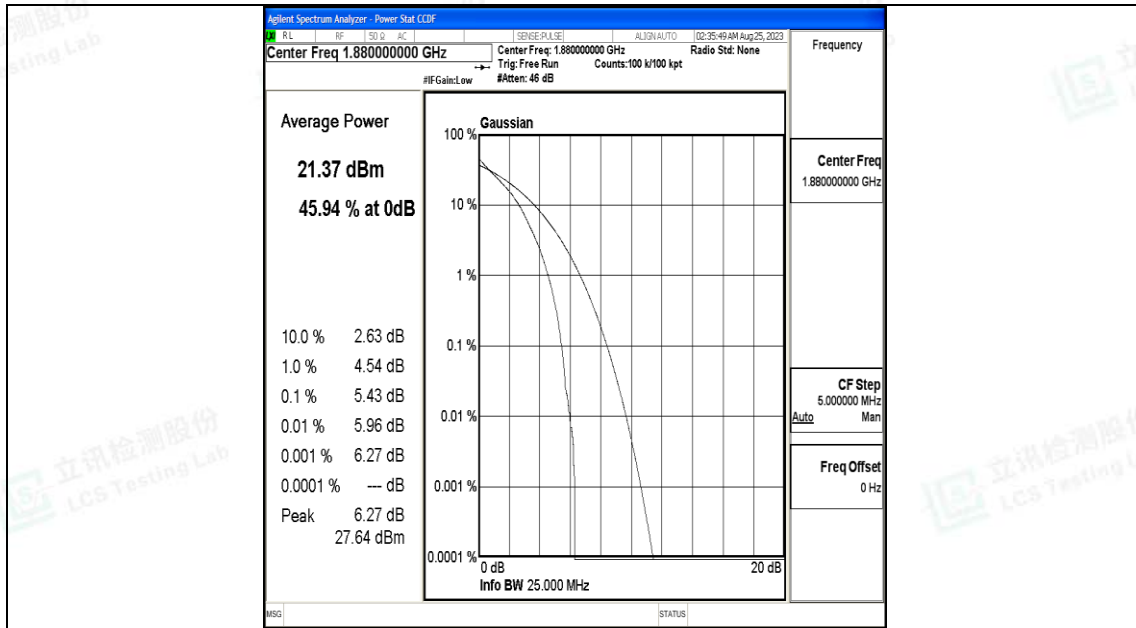 Agilent Spectrum Analyzer - Power Stat CCDF
RL RF 50 Ω AC SENSE:PULSE ALIGN AUTO 02:35:49 AM Aug 25, 2023
Center Freq 1.880000000 GHz
Center Freq: 1.880000000 GHz Radio Std: None
Trig: Free Run Counts:100 k/100 kpt
#IFGain:Low #Atten: 46 dB
Frequency
Average Power
21.37 dBm
45.94 % at 0dB
10.0 % 2.63 dB
1.0 % 4.54 dB
0.1 % 5.43 dB
0.01 % 5.96 dB
0.001 % 6.27 dB
0.0001 % --- dB
Peak 6.27 dB
27.64 dBm
Gaussian
100 %
10 %
1 %
0.1 %
0.01 %
0.001 %
0.0001 %
0 dB 20 dB
Info BW 25.000 MHz
Center Freq
1.880000000 GHz
CF Step
5.000000 MHz
Auto Man
Freq Offset
0 Hz
MSG STATUS
立讯检测股份
LCS Testing Lab
立讯检测股份
LCS Testing